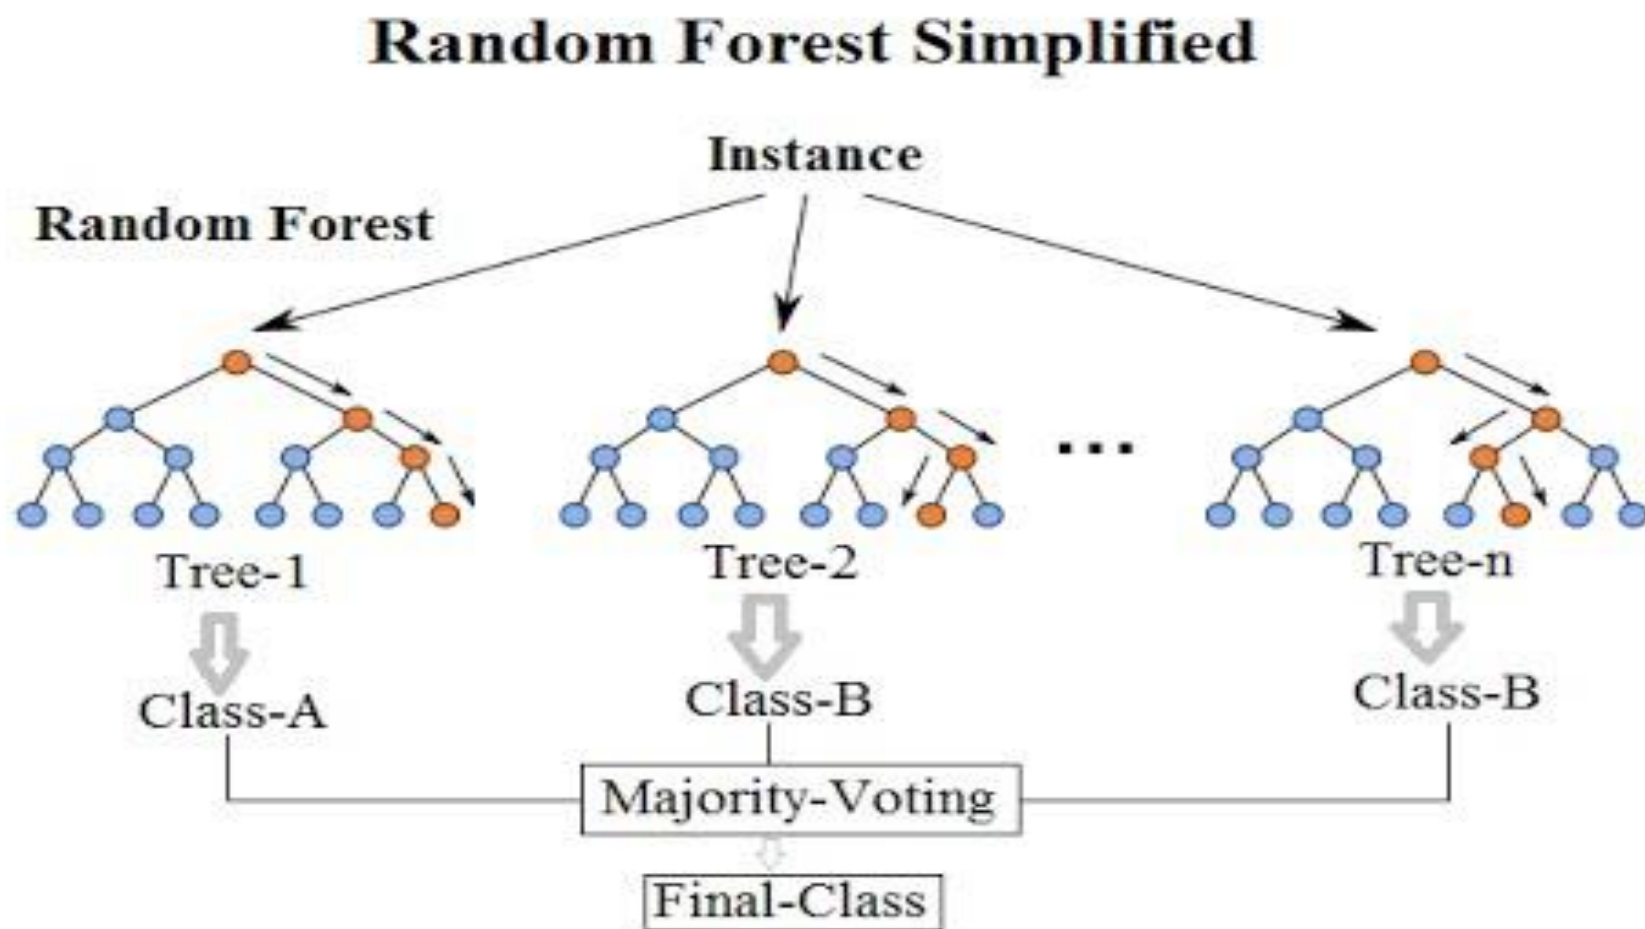 Random Forest Simplified
Instance
Random Forest
...
Tree-1
Tree-2
Tree-n
Class-A
Class-B
Class-B
Majority-Voting
Final-Class